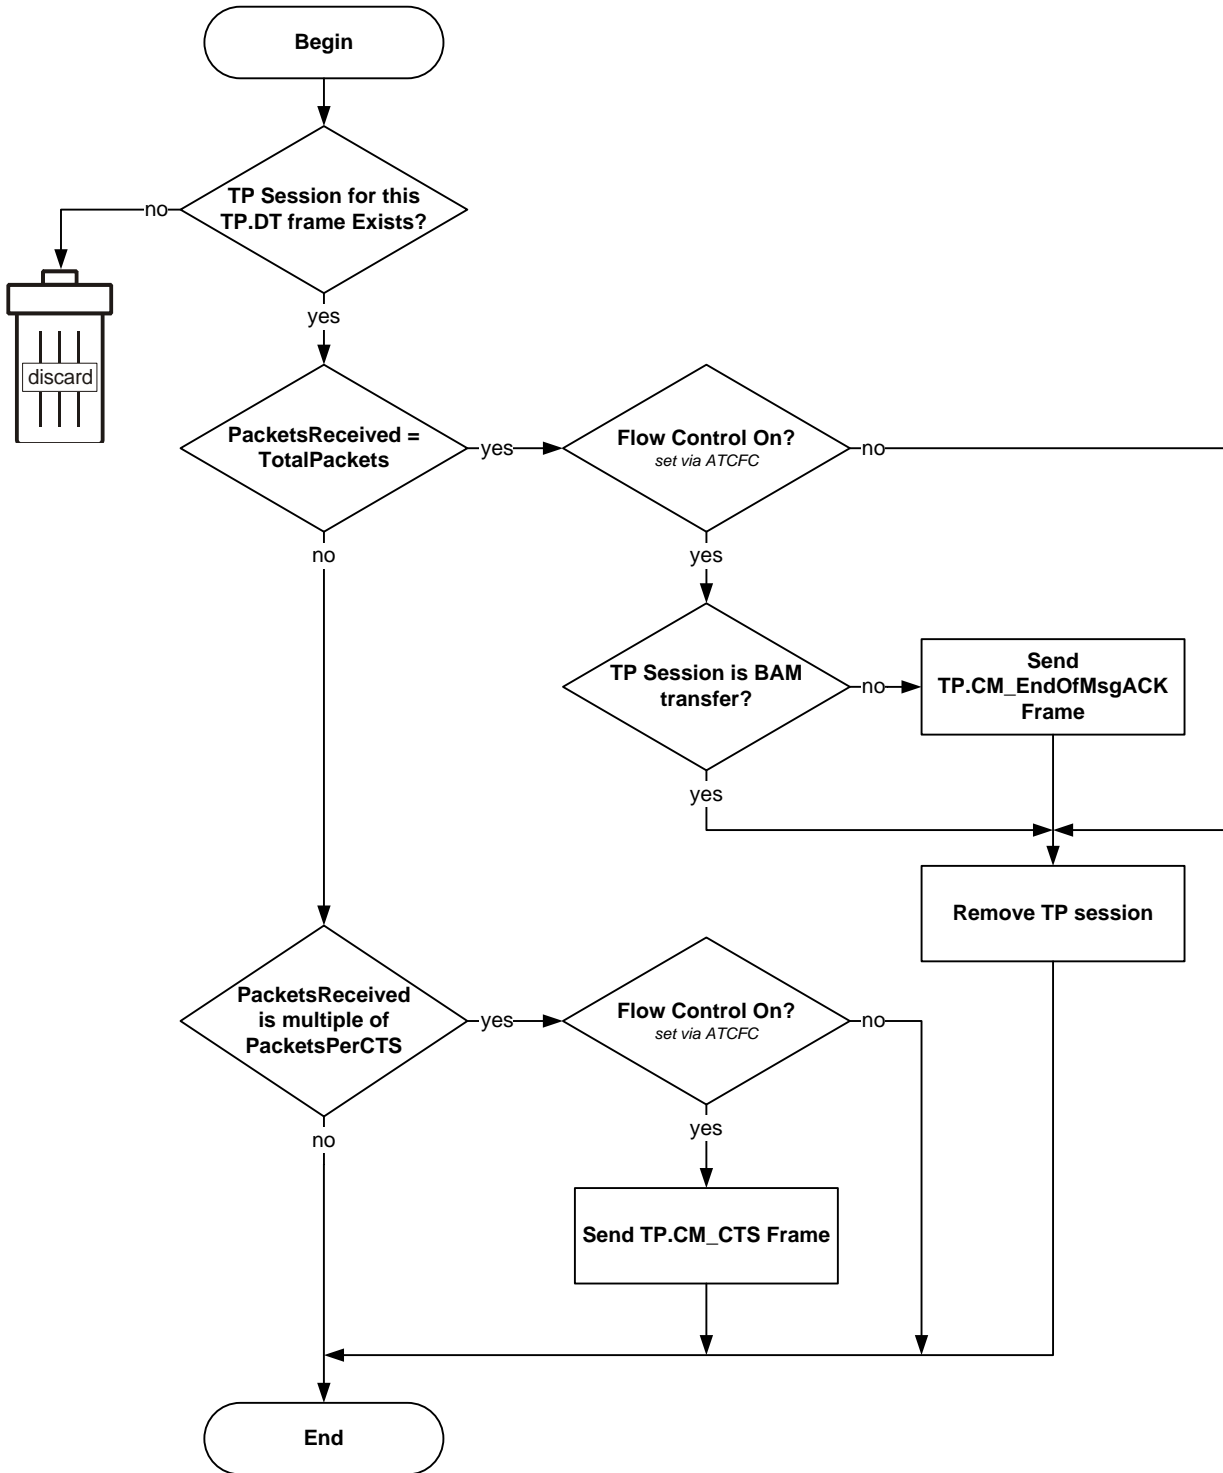 Begin
TP Session for this
TP.DT frame Exists?
no
yes
discard
PacketsReceived =
TotalPackets
yes
Flow Control On?
set via ATCFC
no
no
yes
TP Session is BAM
transfer?
no
Send
TP.CM_EndOfMsgACK
Frame
yes
Remove TP session
PacketsReceived
is multiple of
PacketsPerCTS
yes
Flow Control On?
set via ATCFC
no
no
yes
Send TP.CM_CTS Frame
End